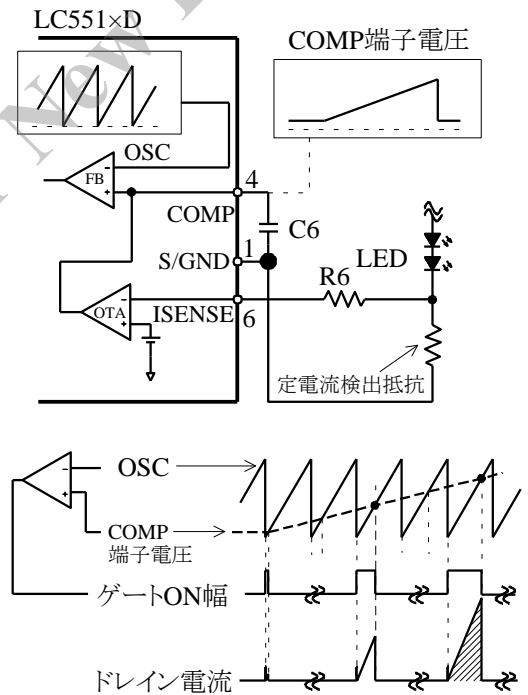 LC551×D
COMP端子電圧
OSC
FB
4
COMP
C6
S/GND
1
LED
R6
OTA
ISENSE
6
定電流検出抵抗
OSC
COMP
端子電圧
ゲートON幅
ドレイン電流
New